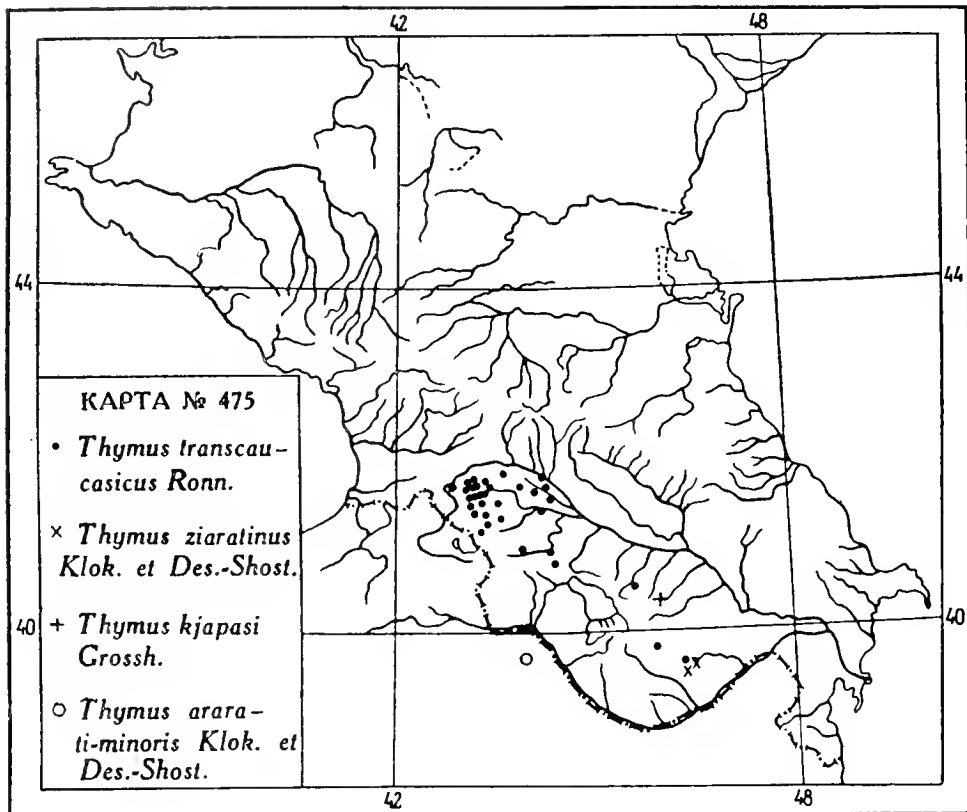 42
48
44
44
КАРТА № 475
• Thymus transcau-
casicus Ronn.
× Thymus ziaratinus
Klok. et Des.-Shost.
+ Thymus kjapasi
Grossh.
○ Thymus arara-
ti-minoris Klok. et
Des.-Shost.
40
40
42
48